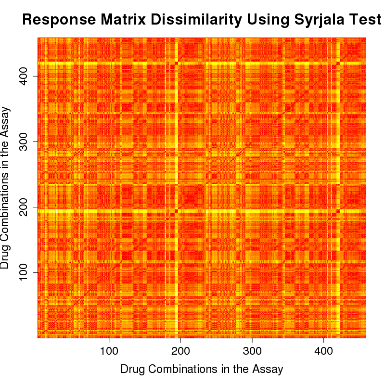 Response Matrix Dissimilarity Using Syrjala Test
Drug Combinations in the Assay
400
300
200
100
100 200 300 400
Drug Combinations in the Assay